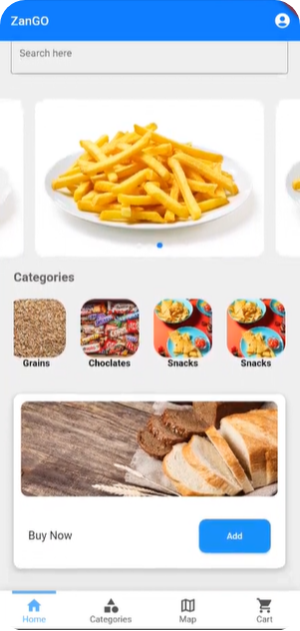 ZanGO
Search here
Categories
Grains Choclates Snacks Snacks
Buy Now Add
Home Categories Map Cart